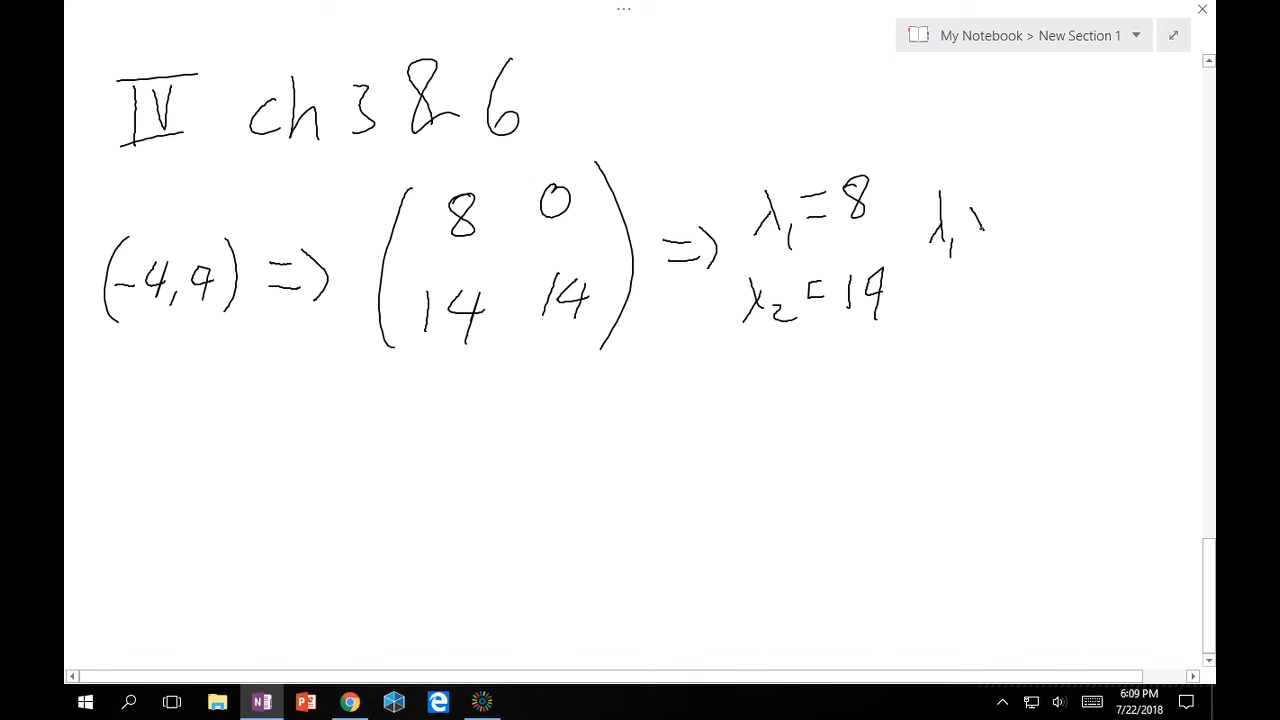 My Notebook > New Section 1
IV ch 3 & 6
(-4,4) => ( 8 0 14 14 ) => λ₁ = 8 λ₁
λ₂ = 14
6:09 PM
7/22/2018